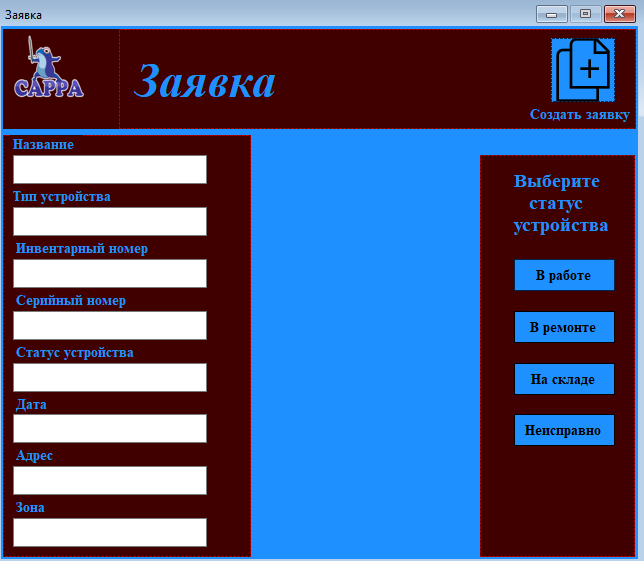 Заявка
САРРА
Заявка
Создать заявку
Название
Тип устройства
Инвентарный номер
Серийный номер
Статус устройства
Дата
Адрес
Зона
Выберите
статус
устройства
В работе
В ремонте
На складе
Неисправно